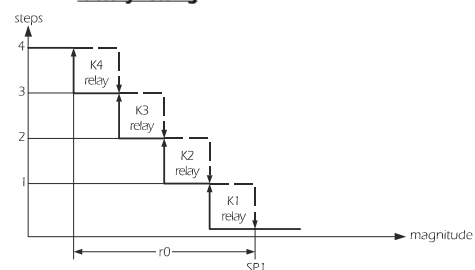 steps
4
K4
relay
3
K3
relay
2
K2
relay
1
K1
relay
magnitude
r0
SP1